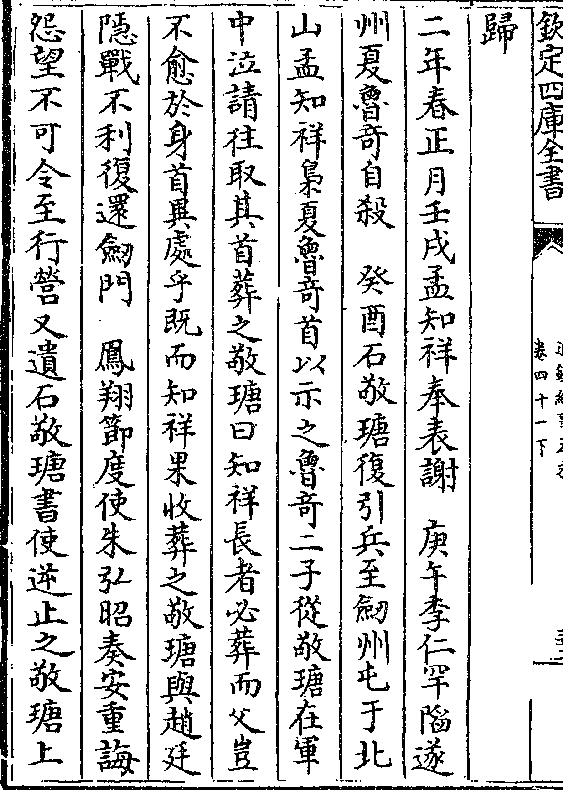 欽定四庫全書
卷四十一下
歸
二年春正月壬戌孟知祥奉表謝　庚午李仁罕䧟遂
州夏魯竒自殺　癸酉石敬瑭復引兵至劒州屯于北
山孟知祥梟夏魯竒首以示之魯竒二子從敬瑭在軍
中泣請往取其首葬之敬瑭曰知祥長者必葬而父豈
不愈於身首異處乎既而知祥果收葬之敬瑭與趙廷
隐戰不利復還劒門　鳳翔節度使朱弘昭奏安重誨
怨望不可令至行營又遺石敬瑭書使逆止之敬瑭上